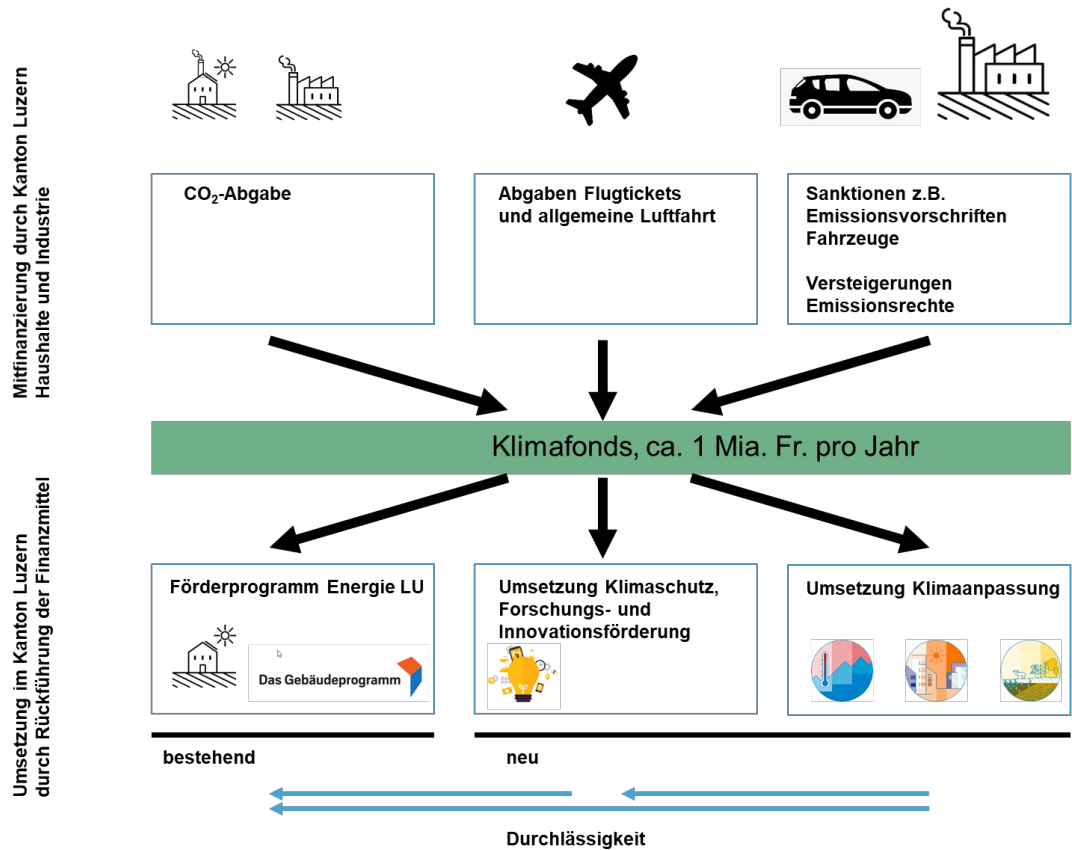 Mitfinanzierung durch Kanton Luzern
Haushalte und Industrie
CO₂-Abgabe
Abgaben Flugtickets
und allgemeine Luftfahrt
Sanktionen z.B.
Emissionsvorschriften
Fahrzeuge
Versteigerungen
Emissionsrechte
Klimafonds, ca. 1 Mia. Fr. pro Jahr
Umsetzung im Kanton Luzern
durch Rückführung der Finanzmittel
Förderprogramm Energie LU
Das Gebäudeprogramm
Umsetzung Klimaschutz,
Forschungs- und
Innovationsförderung
Umsetzung Klimaanpassung
bestehend
neu
Durchlässigkeit